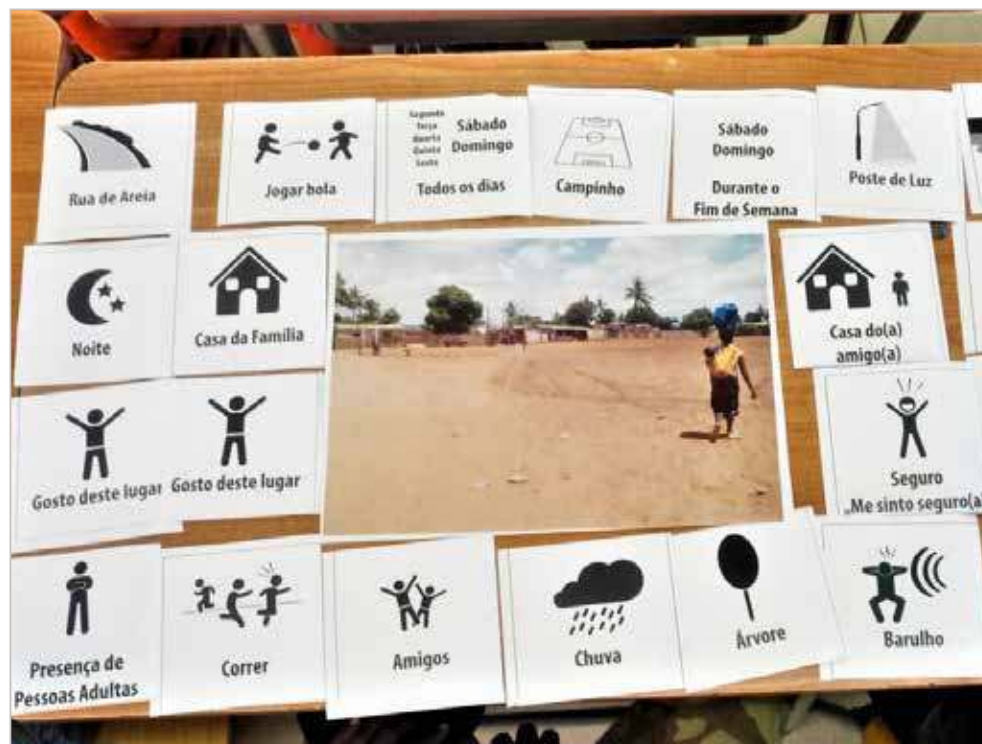 Rua de Areia
Jogar bola
Segunda
Terça
Quarta
Quinta
Sexta
Sábado
Domingo
Todos os dias
Campinho
Sábado
Domingo
Durante o
Fim de Semana
Poste de Luz
Noite
Casa da Família
Casa do(a)
amigo(a)
Gosto deste lugar
Gosto deste lugar
Seguro
„Me sinto seguro(a
Presença de
Pessoas Adultas
Correr
Amigos
Chuva
Árvore
Barulho